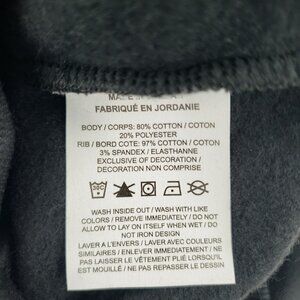 MADE IN
FABRIQUÉ EN JORDANIE
BODY / CORPS: 80% COTTON / COTON
20% POLYESTER
RIB / BORD COTE: 97% COTTON / COTON
3% SPANDEX / ELASTHANNE
EXCLUSIVE OF DECORATION /
DECORATION NON COMPRISE
WASH INSIDE OUT / WASH WITH LIKE
COLORS / REMOVE IMMEDIATELY / DO NOT
ALLOW TO LAY ON ITSELF WHEN WET / DO
NOT IRON DESIGN
LAVER A L'ENVERS / LAVER AVEC COULEURS
SIMILAIRES / ENLEVER IMMEDIATEMENT / NE
PAS LAISSER LE VÊTEMENT PLIÉ LORSQU'IL
EST MOUILLÉ / NE PAS REPASSER LE DESSIN